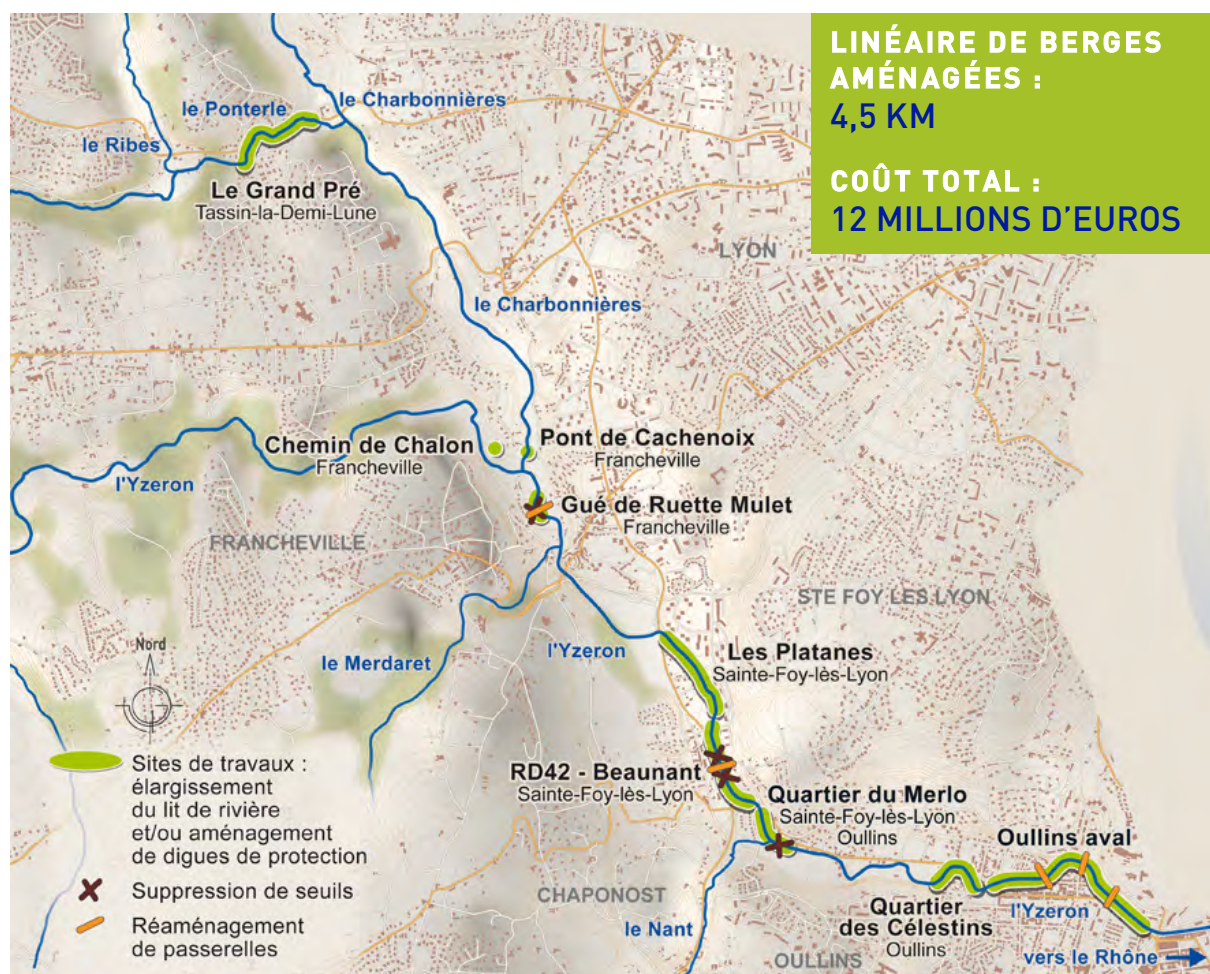 LINÉAIRE DE BERGES
AMÉNAGÉES :
4,5 KM
COÛT TOTAL :
12 MILLIONS D'EUROS
le Ponterle
le Charbonnières
le Ribes
Le Grand Pré
Tassin-la-Demi-Lune
LYON
le Charbonnières
Chemin de Chalon
Francheville
Pont de Cachenoix
Francheville
l'Yzeron
Gué de Ruette Mulet
Francheville
FRANCHEVILLE
STE FOY LES LYON
Nord
le Merdaret
l'Yzeron
Les Platanes
Sainte-Foy-lès-Lyon
Sites de travaux :
élargissement
du lit de rivière
et/ou aménagement
de digues de protection
Suppression de seuils
Réaménagement
de passerelles
RD42 - Beaunant
Sainte-Foy-lès-Lyon
Quartier du Merlo
Sainte-Foy-lès-Lyon
Oullins
Oullins aval
CHAPONOST
le Nant
Quartier
des Célestins
Oullins
l'Yzeron
OULLINS
vers le Rhône